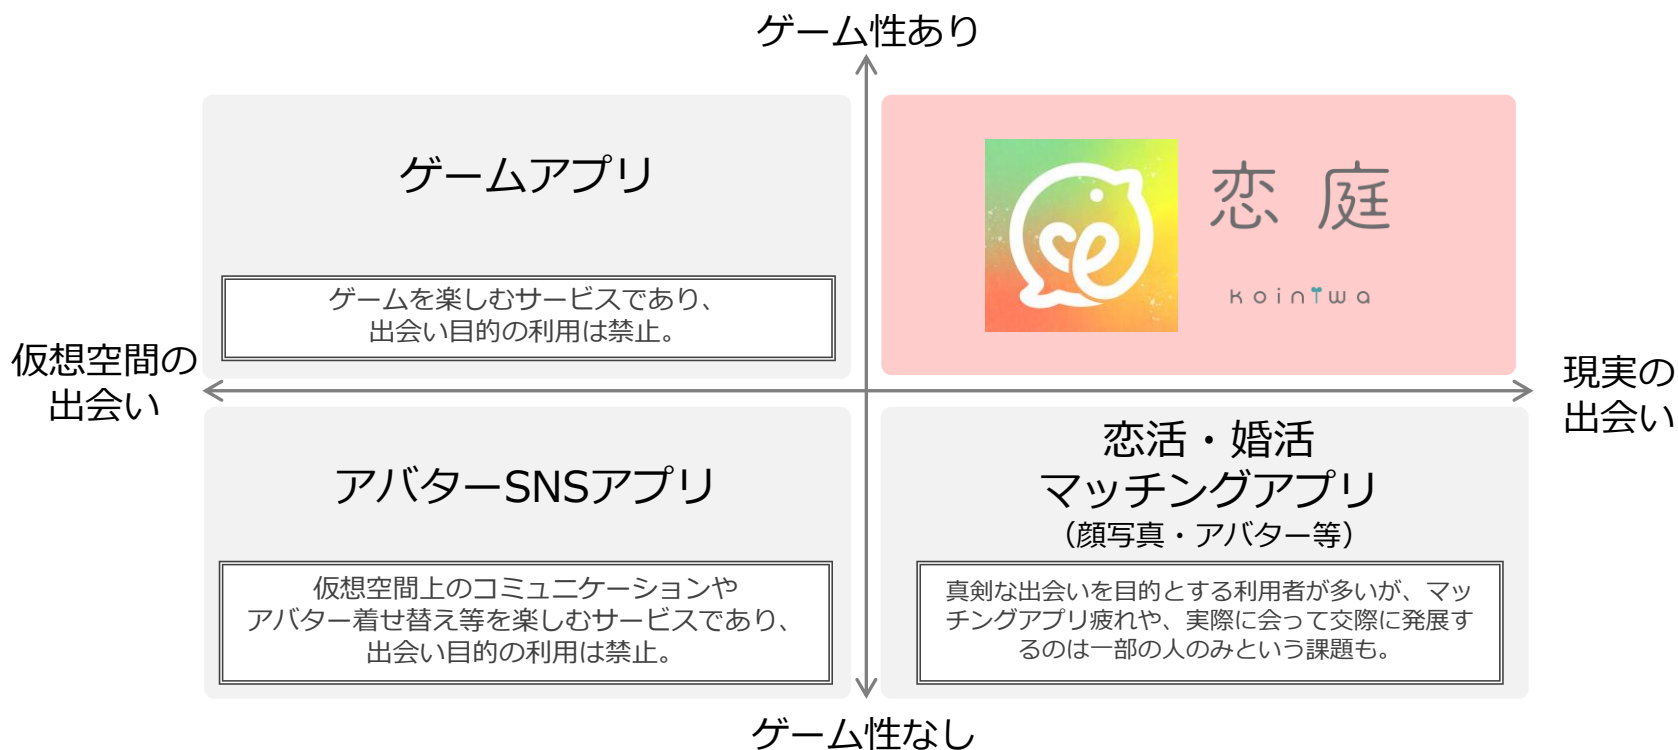 ゲーム性あり
ゲームアプリ
ゲームを楽しむサービスであり、
出会い目的の利用は禁止。
恋庭
koiniwa
仮想空間の
出会い
現実の
出会い
アバターSNSアプリ
仮想空間上のコミュニケーションや
アバター着せ替え等を楽しむサービスであり、
出会い目的の利用は禁止。
恋活・婚活
マッチングアプリ
（顔写真・アバター等）
真剣な出会いを目的とする利用者が多いが、マッ
チングアプリ疲れや、実際に会って交際に発展す
るのは一部の人のみという課題も。
ゲーム性なし